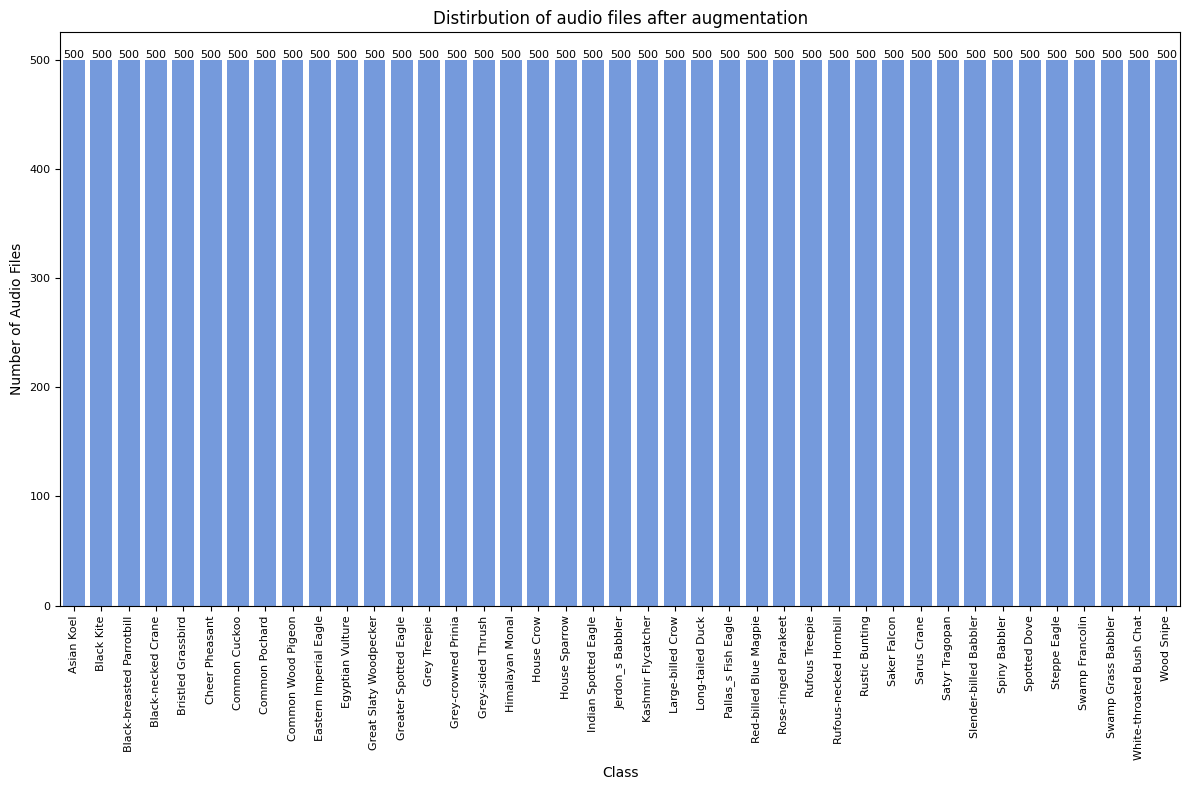 Distirbution of audio files after augmentation
500 500 500 500 500 500 500 500 500 500 500 500 500 500 500 500 500 500 500 500 500 500 500 500 500 500 500 500 500 500 500 500 500 500 500 500 500 500 500 500 500
Number of Audio Files
500
400
300
200
100
0
Asian Koel
Black Kite
Black-breasted Parrotbill
Black-necked Crane
Bristled Grassbird
Cheer Pheasant
Common Cuckoo
Common Pochard
Common Wood Pigeon
Eastern Imperial Eagle
Egyptian Vulture
Great Slaty Woodpecker
Greater Spotted Eagle
Grey Treepie
Grey-crowned Prinia
Grey-sided Thrush
Himalayan Monal
House Crow
House Sparrow
Indian Spotted Eagle
Jerdon_s Babbler
Kashmir Flycatcher
Large-billed Crow
Long-tailed Duck
Pallas_s Fish Eagle
Red-billed Blue Magpie
Rose-ringed Parakeet
Rufous Treepie
Rufous-necked Hornbill
Rustic Bunting
Saker Falcon
Sarus Crane
Satyr Tragopan
Slender-billed Babbler
Spiny Babbler
Spotted Dove
Steppe Eagle
Swamp Francolin
Swamp Grass Babbler
White-throated Bush Chat
Wood Snipe
Class